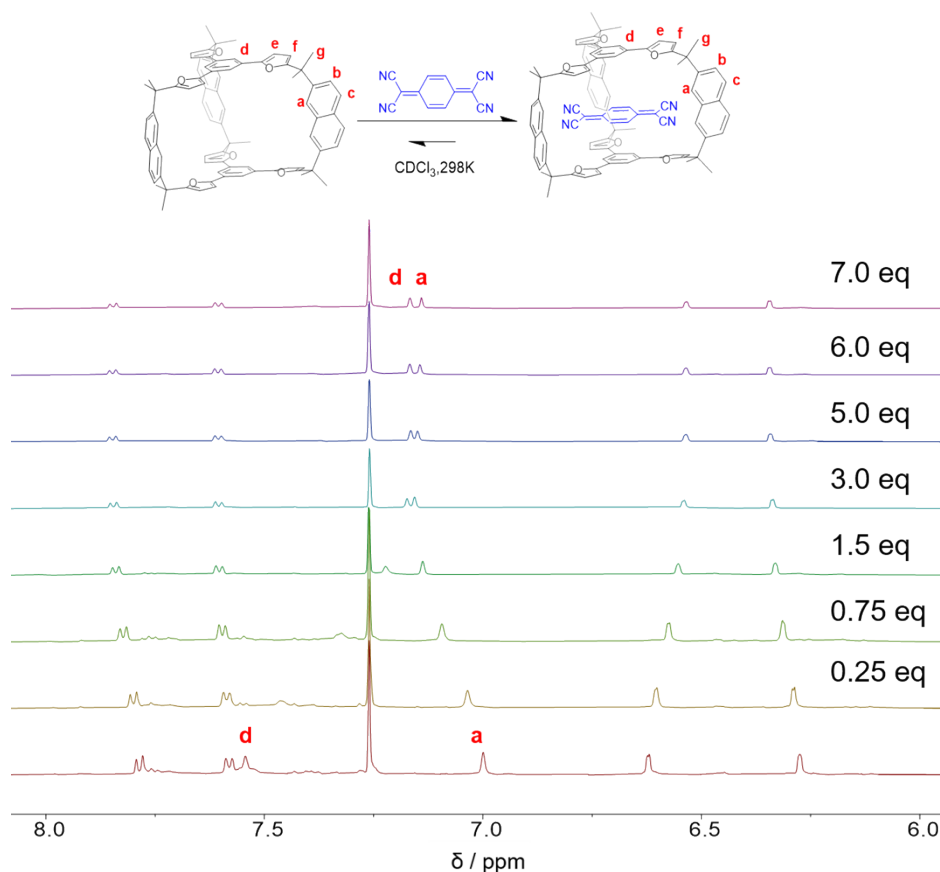 d e f g b c a
O O O O O O
NC CN
NC CN
CDCl3,298K
d e f g b c a
NC CN
NC CN
O O O O O O
7.0 eq
d a
6.0 eq
5.0 eq
3.0 eq
1.5 eq
0.75 eq
0.25 eq
d a
8.0 7.5 7.0 6.5 6.0
δ / ppm